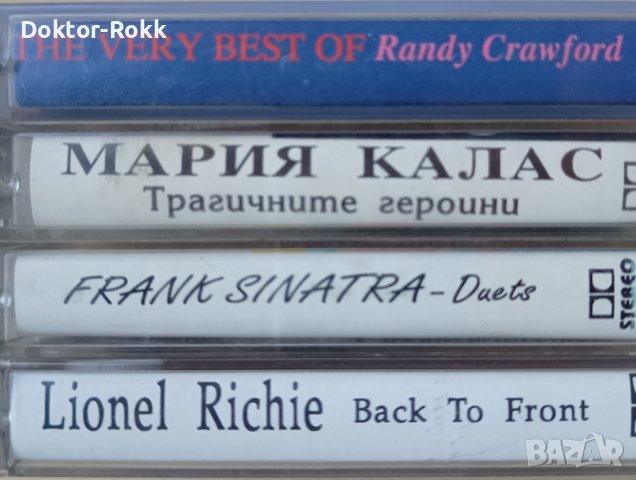 Doktor-Rokk
THE VERY BEST OF Randy Crawford
МАРИЯ КАЛАС
Трагичните героини
FRANK SINATRA - Duets
STEREO
Lionel Richie Back To Front
BAZAR